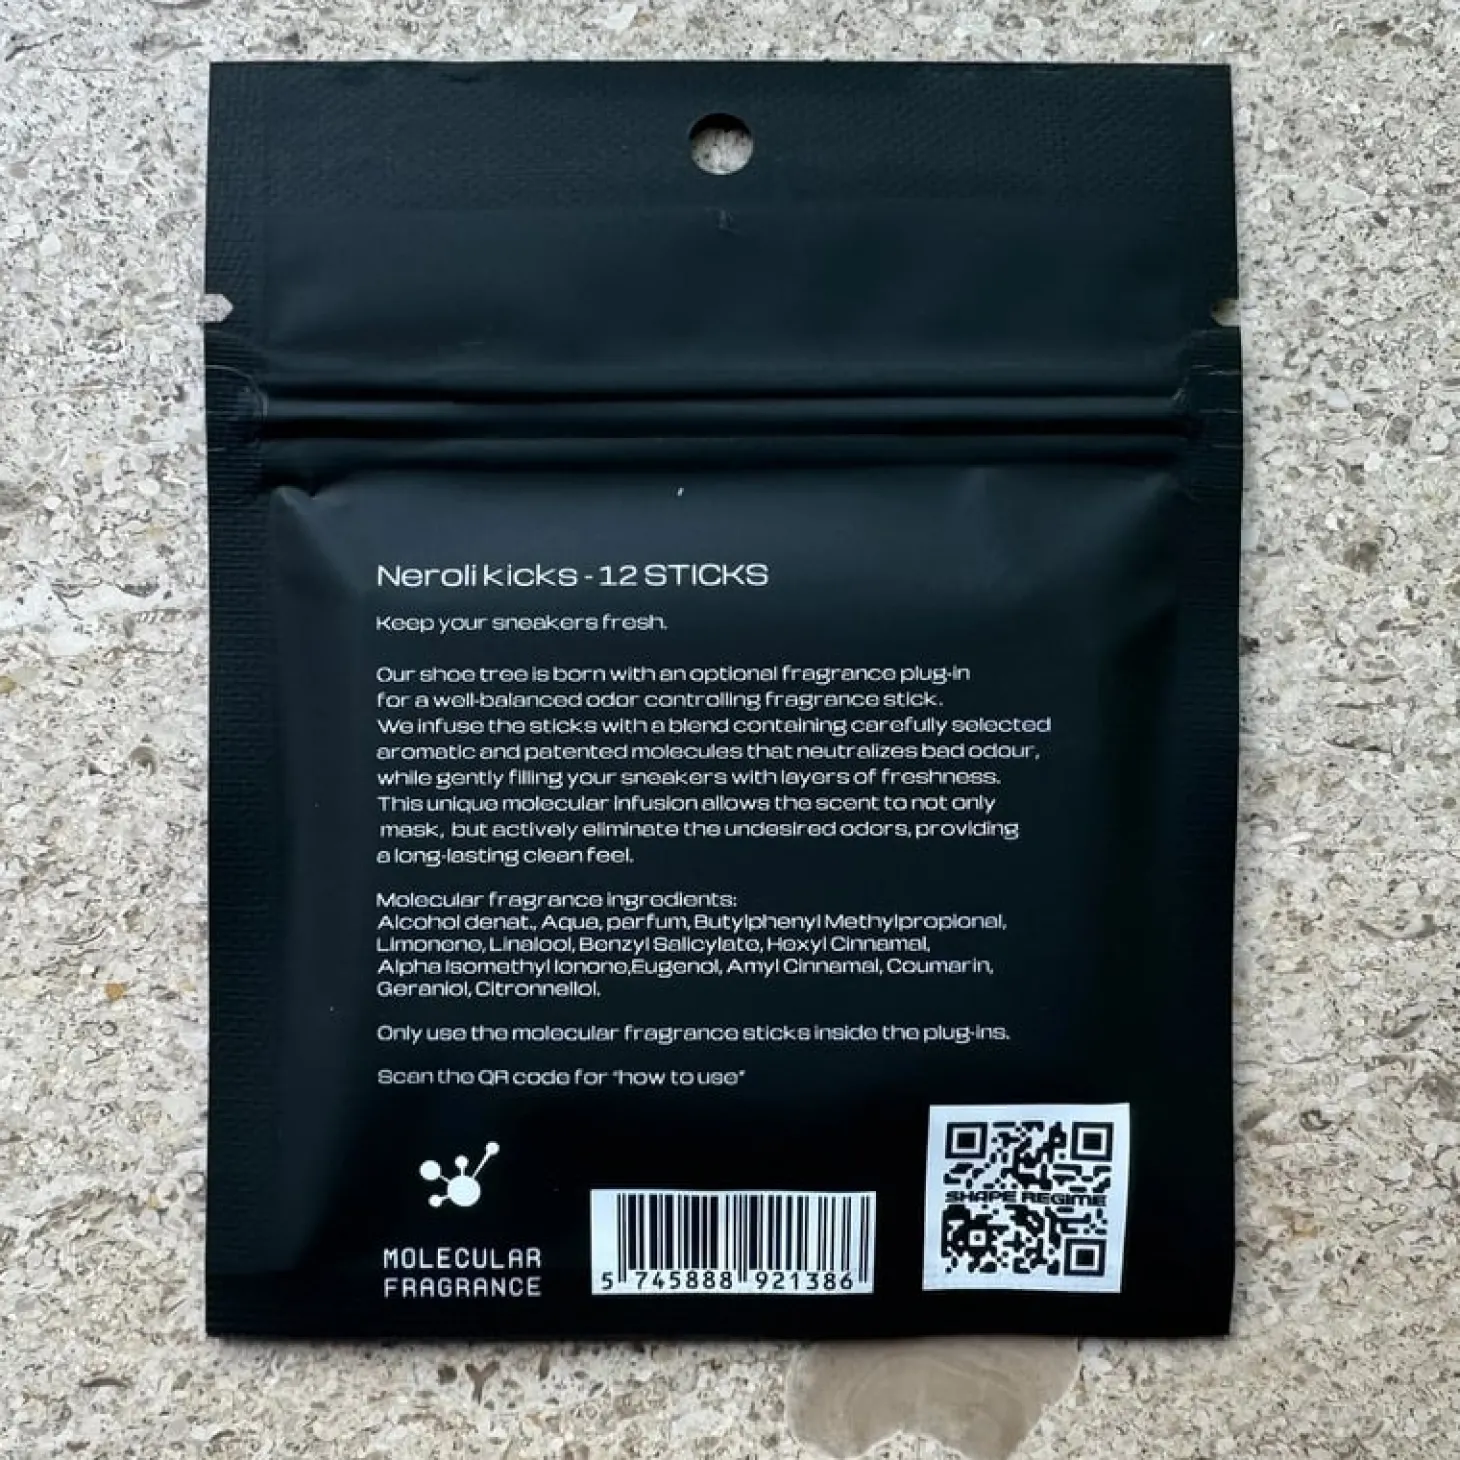 Neroli kicks - 12 STICKS
Keep your sneakers fresh.
Our shoe tree is born with an optional fragrance plug-in
for a well-balanced odor controlling fragrance stick.
We infuse the sticks with a blend containing carefully selected
aromatic and patented molecules that neutralizes bad odour,
while gently filling your sneakers with layers of freshness.
This unique molecular infusion allows the scent to not only
mask, but actively eliminate the undesired odors, providing
a long-lasting clean feel.
Molecular fragrance ingredients:
Alcohol denat., Aqua, parfum, Butylphenyl Methylpropional,
Limonene, Linalool, Benzyl Salicylate, Hexyl Cinnamal,
Alpha Isomethyl Ionone,Eugenol, Amyl Cinnamal, Coumarin,
Geraniol, Citronnellol.
Only use the molecular fragrance sticks inside the plug-ins.
Scan the QR code for "how to use"
MOLECULAR
FRAGRANCE
5 745888 921386
SHAPE REGIME